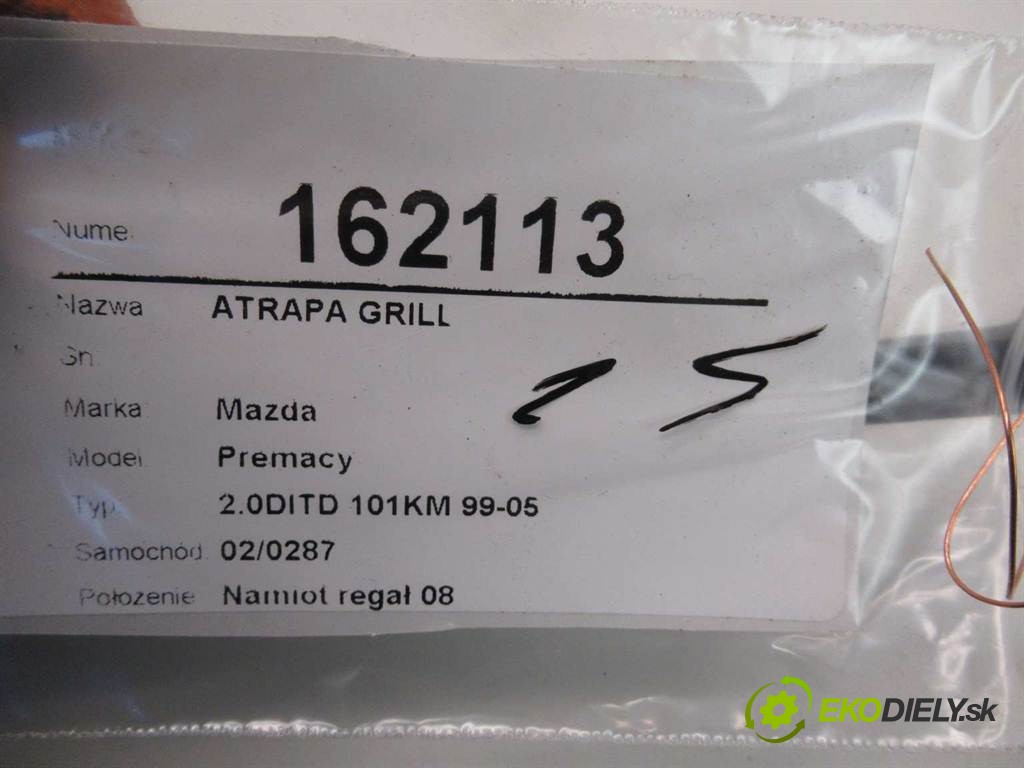 Nume 162113
Nazwa ATRAPA GRILL
Gn
Marka Mazda
Model Premacy
Typ 2.0DITD 101KM 99-05
Samochód 02/0287
Położenie Namiot regał 08
EKODIELY.sk